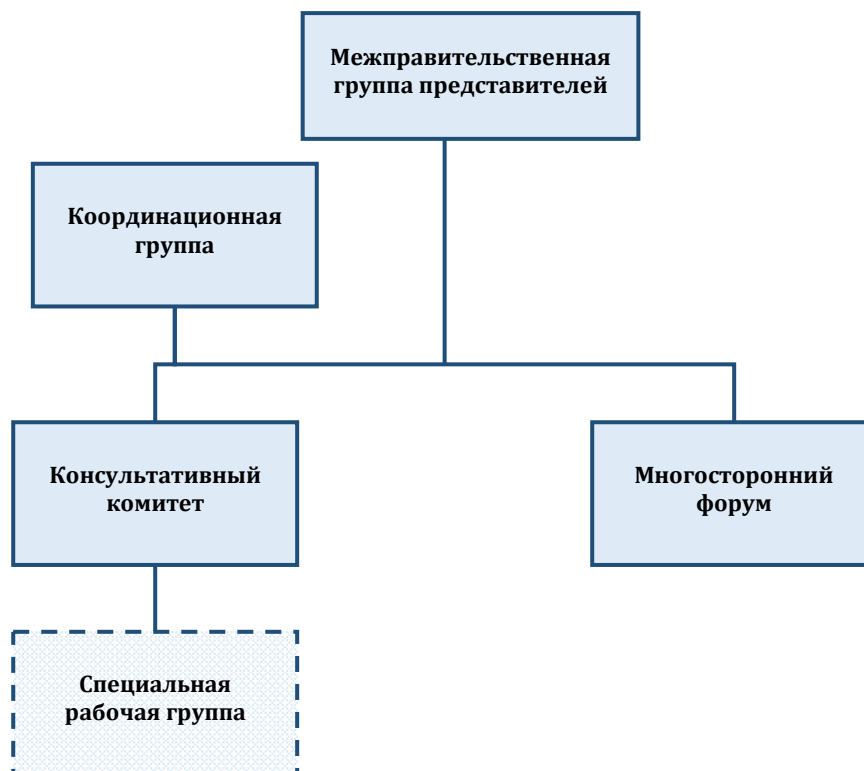 Межправительственная
группа представителей
Координационная
группа
Консультативный
комитет
Многосторонний
форум
Специальная
рабочая группа